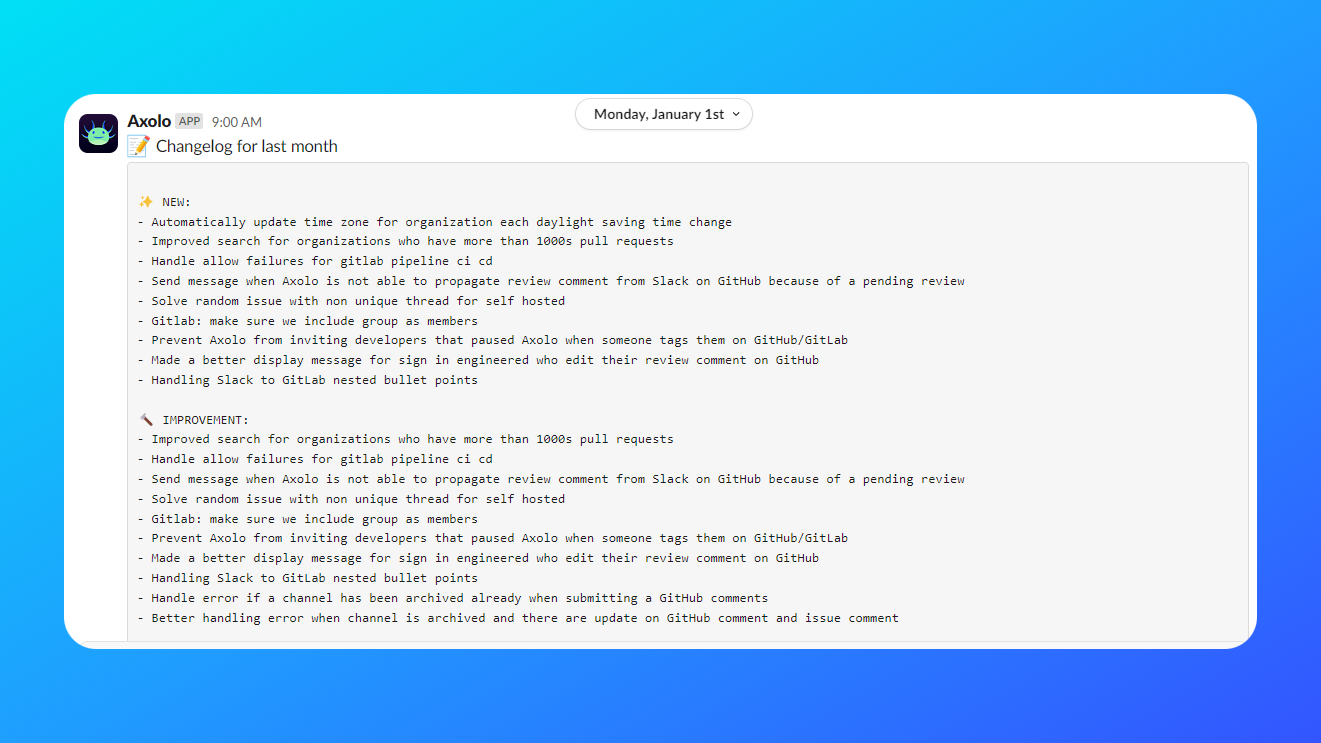 Monday, January 1st
Axolo APP 9:00 AM
📝 Changelog for last month
✨ NEW:
- Automatically update time zone for organization each daylight saving time change
- Improved search for organizations who have more than 1000s pull requests
- Handle allow failures for gitlab pipeline ci cd
- Send message when Axolo is not able to propagate review comment from Slack on GitHub because of a pending review
- Solve random issue with non unique thread for self hosted
- Gitlab: make sure we include group as members
- Prevent Axolo from inviting developers that paused Axolo when someone tags them on GitHub/GitLab
- Made a better display message for sign in engineered who edit their review comment on GitHub
- Handling Slack to GitLab nested bullet points
🔨 IMPROVEMENT:
- Improved search for organizations who have more than 1000s pull requests
- Handle allow failures for gitlab pipeline ci cd
- Send message when Axolo is not able to propagate review comment from Slack on GitHub because of a pending review
- Solve random issue with non unique thread for self hosted
- Gitlab: make sure we include group as members
- Prevent Axolo from inviting developers that paused Axolo when someone tags them on GitHub/GitLab
- Made a better display message for sign in engineered who edit their review comment on GitHub
- Handling Slack to GitLab nested bullet points
- Handle error if a channel has been archived already when submitting a GitHub comments
- Better handling error when channel is archived and there are update on GitHub comment and issue comment